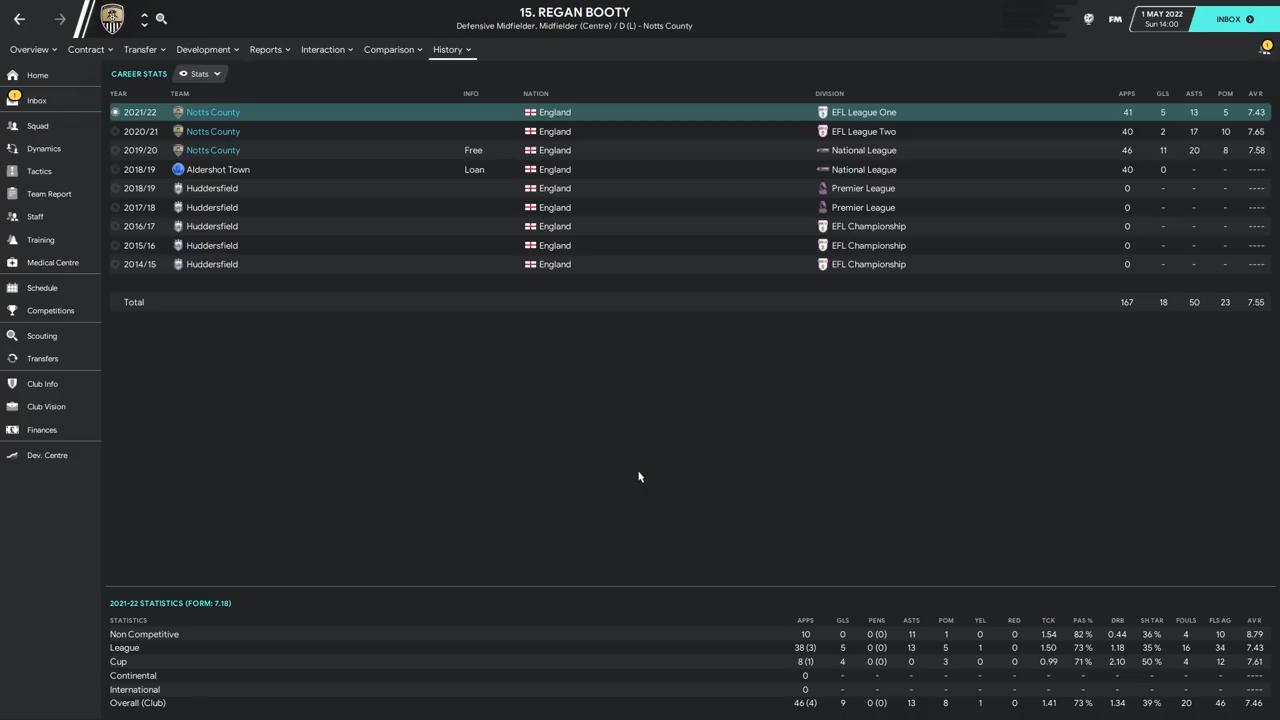 15. REGAN BOOTY
Defensive Midfielder, Midfielder (Centre) / D (L) - Notts County
FM
1 MAY 2022
Sun 14:00
INBOX
Overview Contract Transfer Development Reports Interaction Comparison History
1
Home
1
Inbox
Squad
Dynamics
Tactics
Team Report
Staff
Training
Medical Centre
Schedule
Competitions
Scouting
Transfers
Club Info
Club Vision
Finances
Dev. Centre
CAREER STATS Stats
YEAR TEAM INFO NATION DIVISION APPS GLS ASTS POM AVR
2021/22 Notts County England EFL League One 41 5 13 5 7.43
2020/21 Notts County England EFL League Two 40 2 17 10 7.65
2019/20 Notts County Free England National League 46 11 20 8 7.58
2018/19 Aldershot Town Loan England National League 40 0 - - ----
2018/19 Huddersfield England Premier League 0 - - - ----
2017/18 Huddersfield England Premier League 0 - - - ----
2016/17 Huddersfield England EFL Championship 0 - - - ----
2015/16 Huddersfield England EFL Championship 0 - - - ----
2014/15 Huddersfield England EFL Championship 0 - - - ----
Total 167 18 50 23 7.55
2021-22 STATISTICS (FORM: 7.18)
STATISTICS APPS GLS PENS ASTS POM YEL RED TCK PAS % DRB SH TAR FOULS FLS AG AVR
Non Competitive 10 0 0 (0) 11 1 0 0 1.54 82 % 0.44 36 % 4 10 8.79
League 38 (3) 5 0 (0) 13 5 1 0 1.50 73 % 1.18 35 % 16 34 7.43
Cup 8 (1) 4 0 (0) 0 3 0 0 0.99 71 % 2.10 50 % 4 12 7.61
Continental 0 - - - - - - - - - - - - ----
International 0 - - - - - - - - - - - - ----
Overall (Club) 46 (4) 9 0 (0) 13 8 1 0 1.41 73 % 1.34 39 % 20 46 7.46